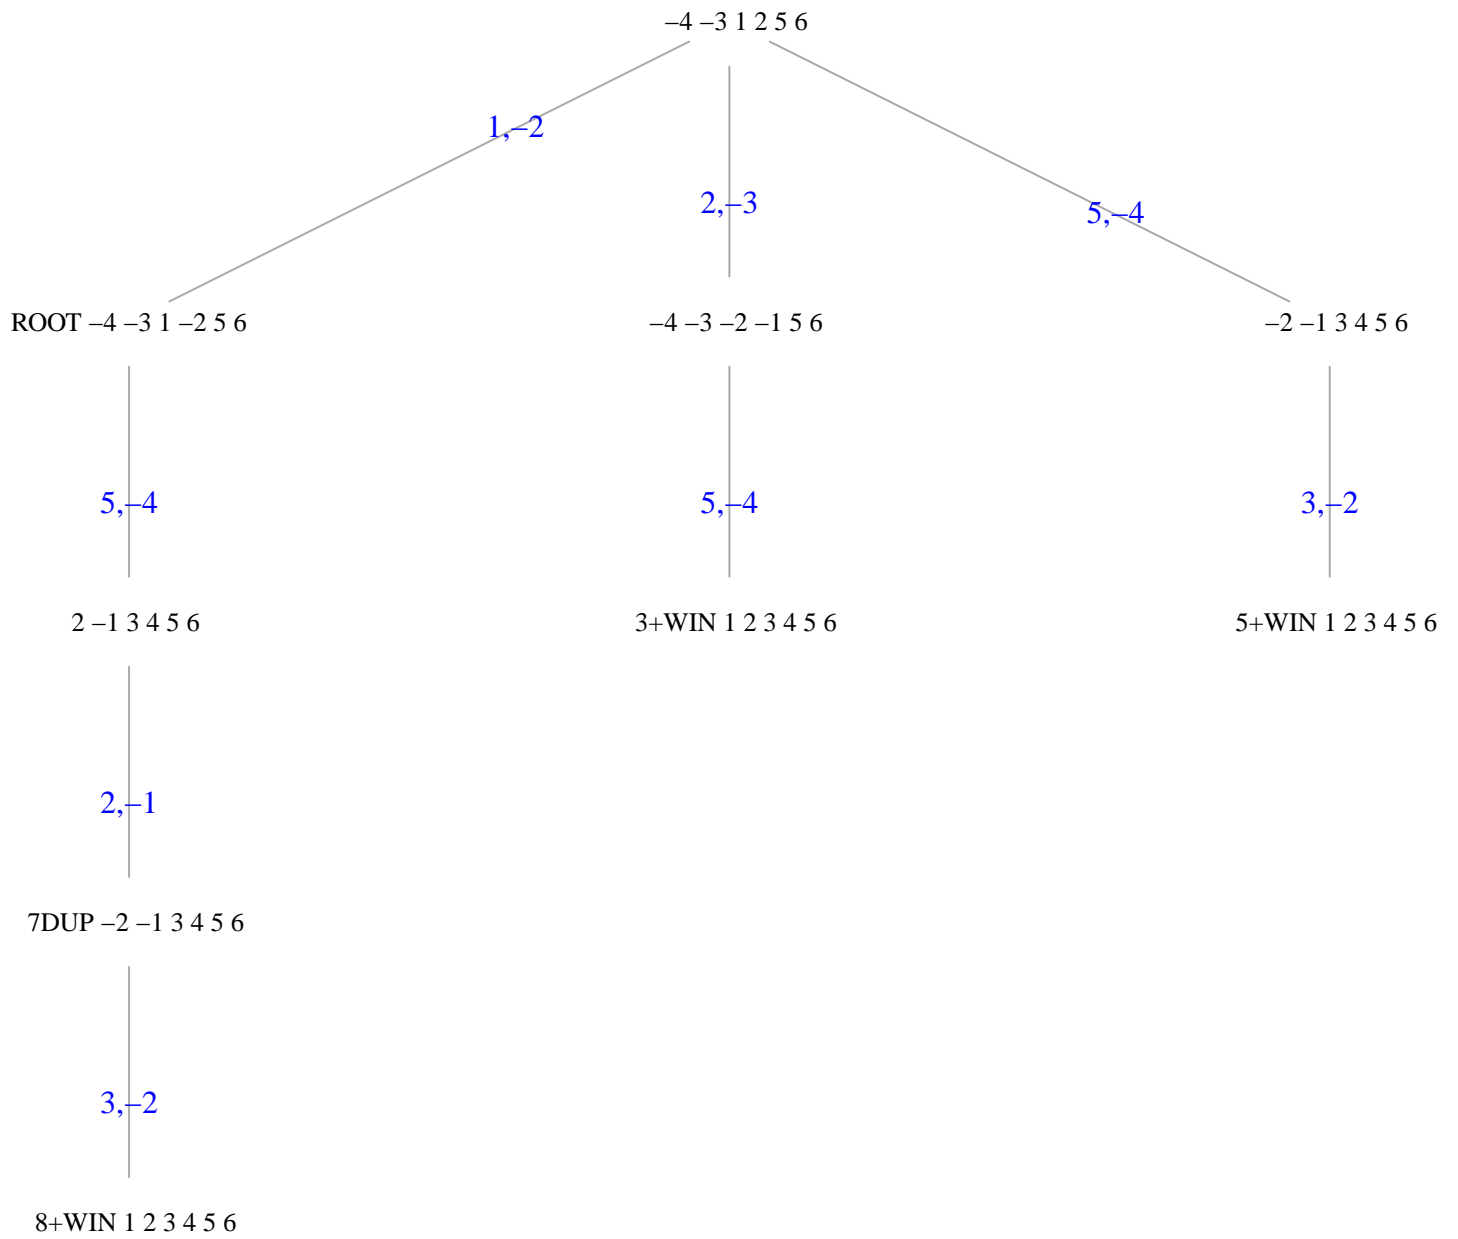 –4 –3 1 2 5 6
1,–2
2,–3
5,–4
ROOT –4 –3 1 –2 5 6
–4 –3 –2 –1 5 6
–2 –1 3 4 5 6
5,–4
5,–4
3,–2
2 –1 3 4 5 6
3+WIN 1 2 3 4 5 6
5+WIN 1 2 3 4 5 6
2,–1
7DUP –2 –1 3 4 5 6
3,–2
8+WIN 1 2 3 4 5 6